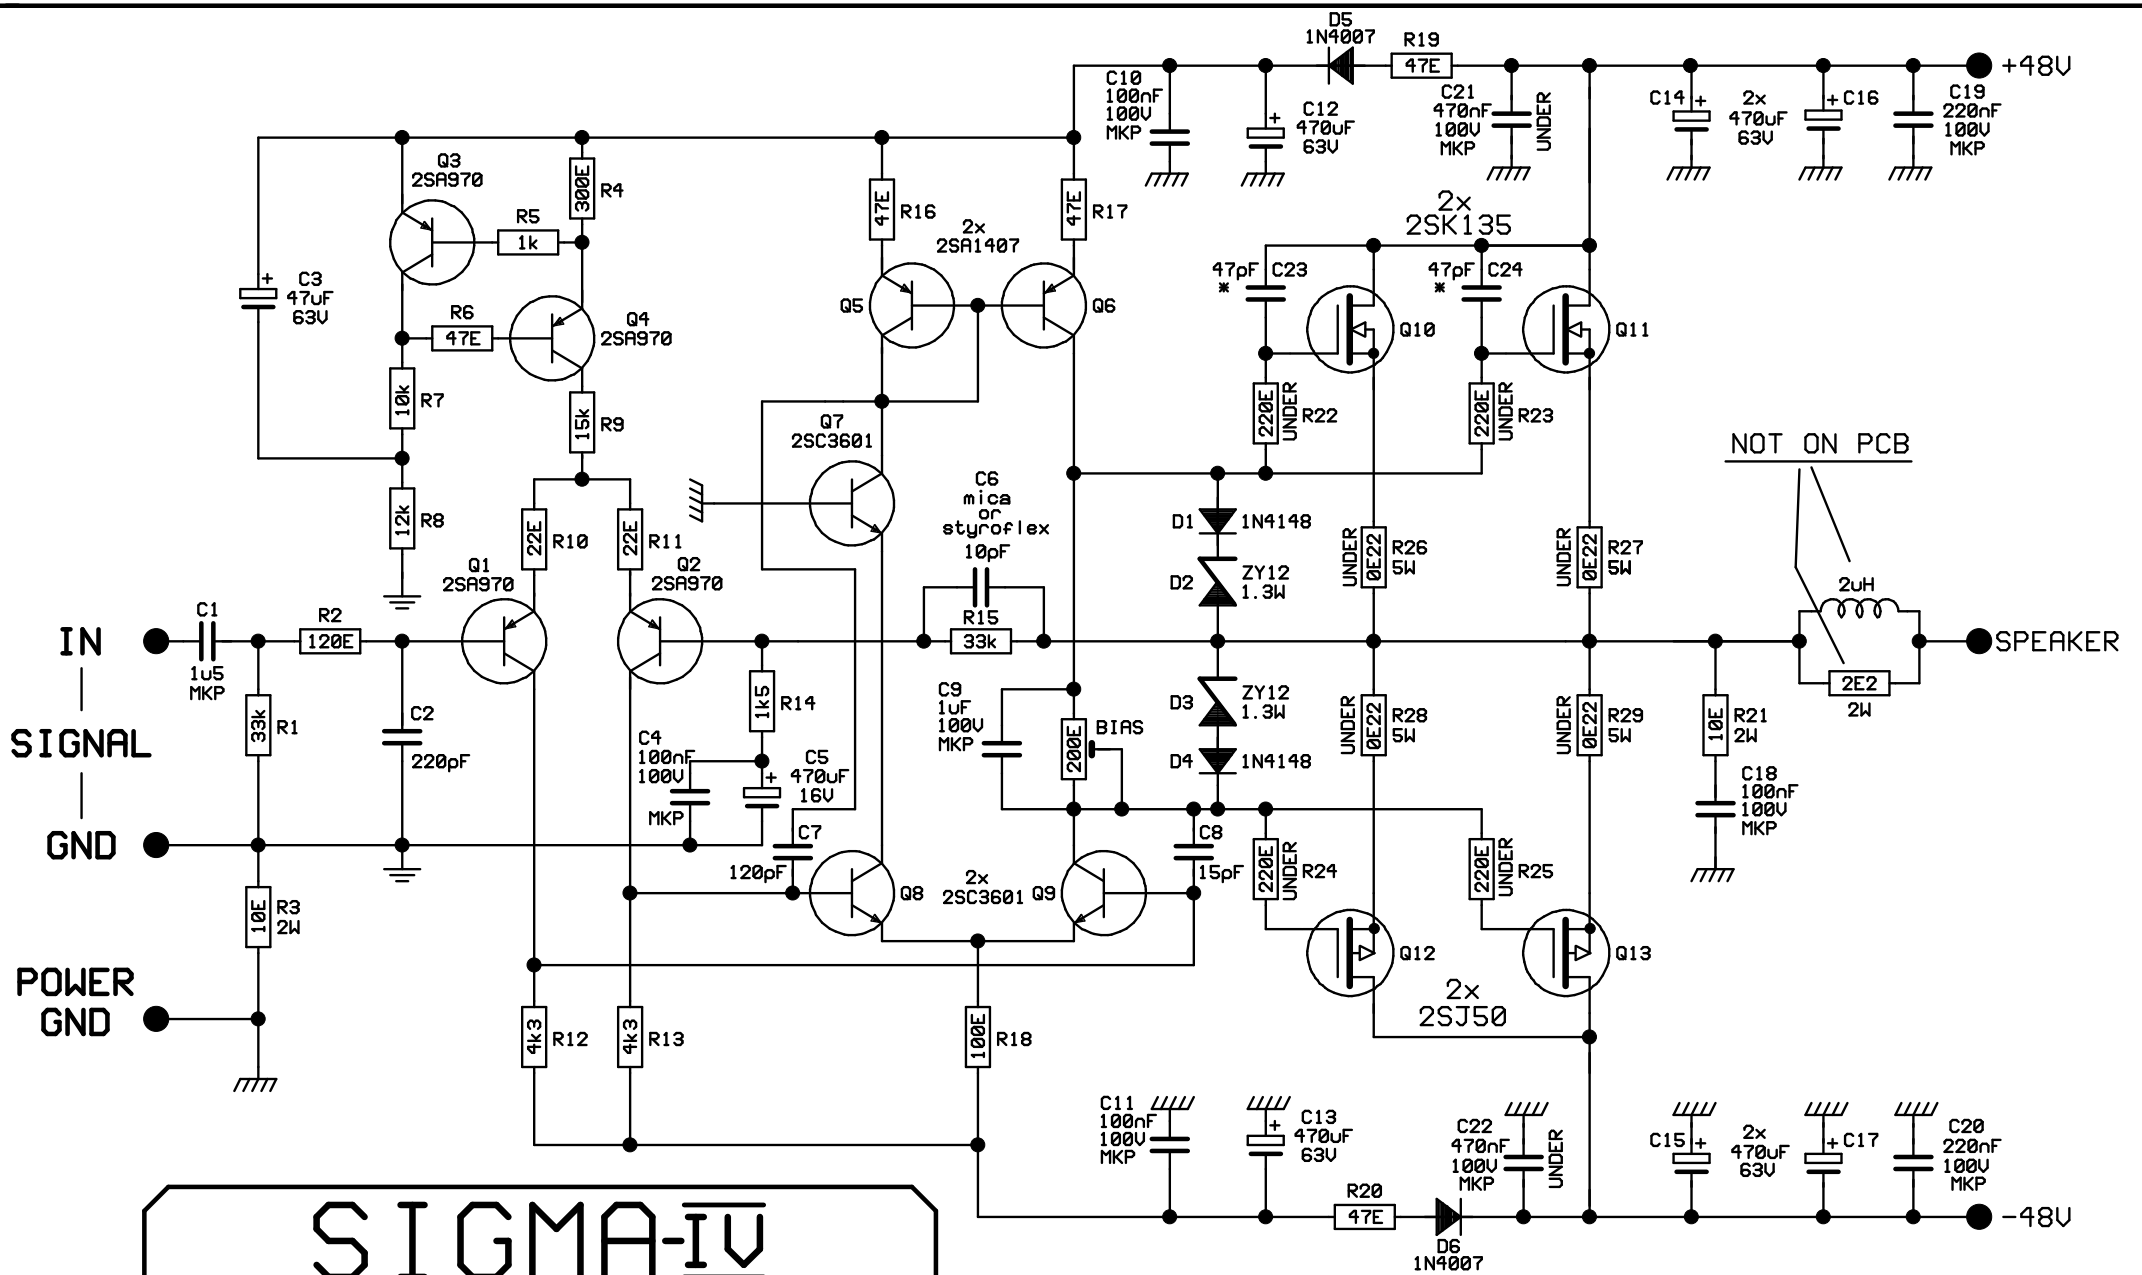 D5
1N4007
R19
47E
+48V
C10
100nF
100V
MKP
+
C12
470uF
63V
C21
470nF
100V
MKP
UNDER
C14
+
2x
470uF
63V
+
C16
C19
220nF
100V
MKP
Q3
2SA970
300E
R4
R5
1k
+
C3
47uF
63V
R6
47E
Q4
2SA970
10k
R7
15k
R9
12k
R8
47E
R16
2x
2SA1407
47E
R17
Q5
Q6
2x
2SK135
47pF
C23
*
47pF
C24
*
Q10
Q11
220E
UNDER
R22
220E
UNDER
R23
Q7
2SC3601
C6
mica
or
styroflex
10pF
R15
33k
NOT ON PCB
22E
R10
22E
R11
Q1
2SA970
Q2
2SA970
D1
1N4148
D2
ZY12
1.3W
UNDER
0E22
R26
5W
UNDER
0E22
R27
5W
2uH
2E2
2W
SPEAKER
IN
SIGNAL
GND
C1
1u5
MKP
R2
120E
33k
R1
C2
220pF
1k5
R14
C4
100nF
100V
MKP
+
C5
470uF
16V
C9
1uF
100V
MKP
200E
BIAS
D3
ZY12
1.3W
D4
1N4148
UNDER
0E22
R28
5W
UNDER
0E22
R29
5W
10E
R21
2W
C18
100nF
100V
MKP
C7
120pF
Q8
2x
2SC3601
Q9
C8
15pF
220E
UNDER
R24
220E
UNDER
R25
Q12
Q13
2x
2SJ50
10E
R3
2W
POWER
GND
4k3
R12
4k3
R13
100E
R18
C11
100nF
100V
MKP
+
C13
470uF
63V
C22
470nF
100V
MKP
UNDER
C15
+
2x
470uF
63V
+
C17
C20
220nF
100V
MKP
R20
47E
D6
1N4007
-48V
SIGMA-IV